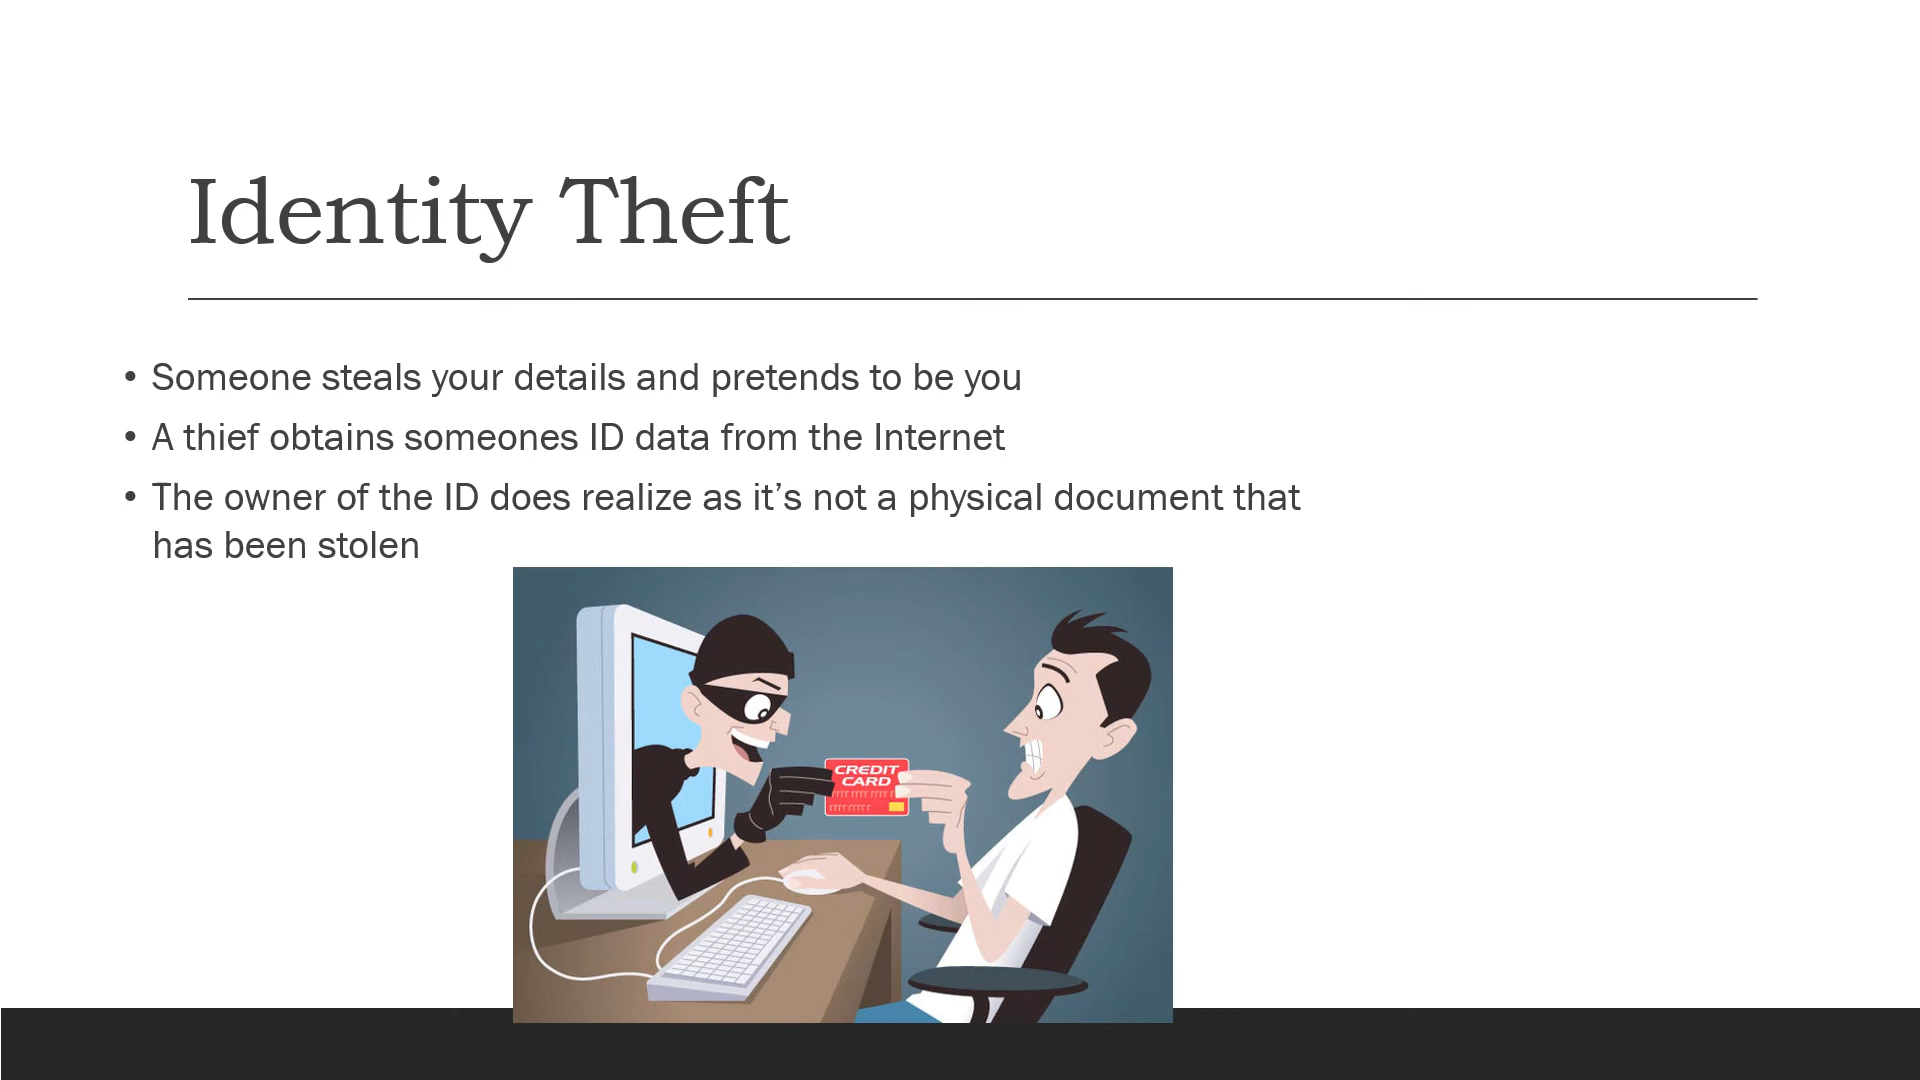 Identity Theft
• Someone steals your details and pretends to be you
• A thief obtains someones ID data from the Internet
• The owner of the ID does realize as it’s not a physical document that
has been stolen
CREDIT
CARD